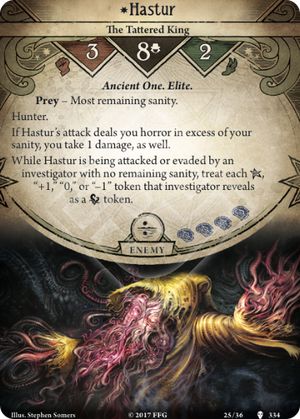 Hastur
The Tattered King
3 8 2
Ancient One. Elite.
Prey – Most remaining sanity.
Hunter.
If Hastur's attack deals you horror in excess of your
sanity, you take 1 damage, as well.
While Hastur is being attacked or evaded by an
investigator with no remaining sanity, treat each ,
“+1,” “0,” or “–1” token that investigator reveals
as a token.
ENEMY
Illus. Stephen Somers © 2017 FFG 25/36 334